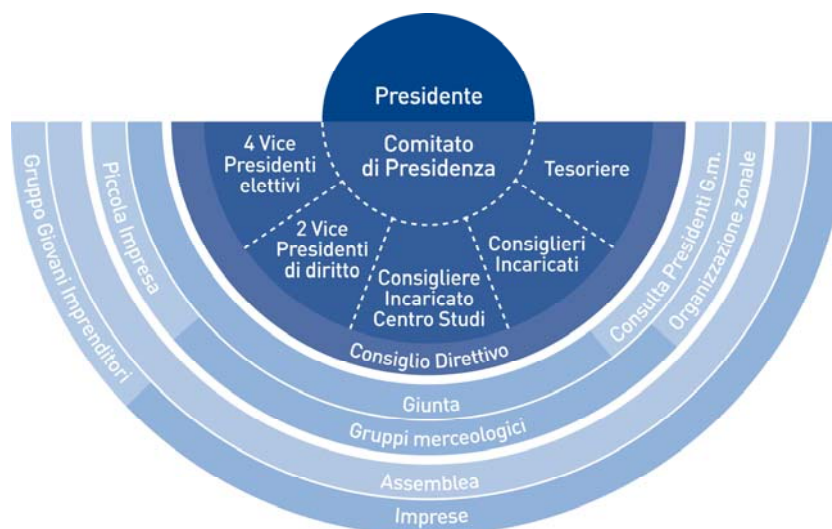 Presidente
Comitato
di Presidenza
4 Vice
Presidenti
elettivi
2 Vice
Presidenti
di diritto
Consigliere
Incaricato
Centro Studi
Consiglieri
Incaricati
Tesoriere
Consiglio Direttivo
Piccola Impresa
Giunta
Consulta Presidenti G.m.
Gruppi merceologici
Organizzazione zonale
Assemblea
Gruppo Giovani Imprenditori
Imprese